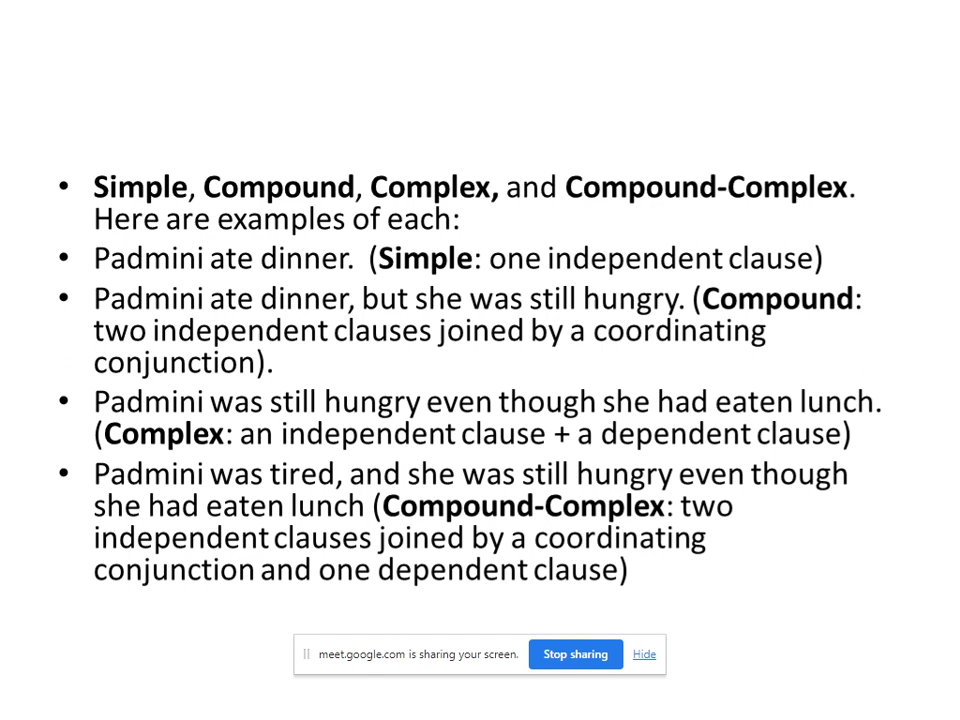 • Simple, Compound, Complex, and Compound-Complex.
Here are examples of each:
• Padmini ate dinner.  (Simple: one independent clause)
• Padmini ate dinner, but she was still hungry. (Compound:
two independent clauses joined by a coordinating
conjunction).
• Padmini was still hungry even though she had eaten lunch.
(Complex: an independent clause + a dependent clause)
• Padmini was tired, and she was still hungry even though
she had eaten lunch (Compound-Complex: two
independent clauses joined by a coordinating
conjunction and one dependent clause)
meet.google.com is sharing your screen. Stop sharing Hide